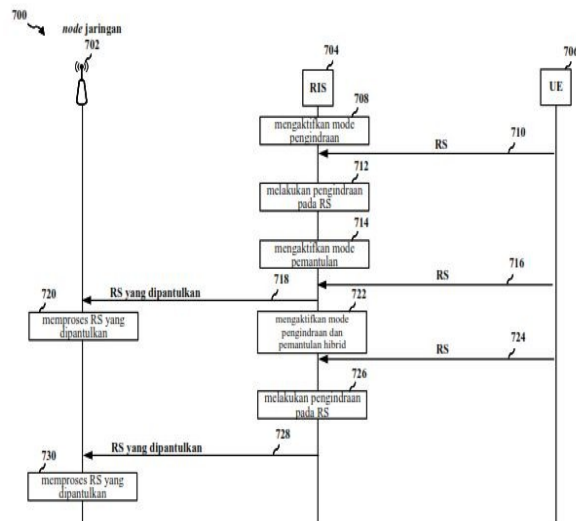 700
node jaringan
702
704
RIS
706
UE
708
mengaktifkan mode
pengindraan
RS
710
712
melakukan pengindraan
pada RS
714
mengaktifkan mode
pemantulan
RS
716
RS yang dipantulkan
718
720
memproses RS yang
dipantulkan
722
mengaktifkan mode
pengindraan dan
pemantulan hibrid
RS
724
726
melakukan pengindraan
pada RS
RS yang dipantulkan
728
730
memproses RS yang
dipantulkan